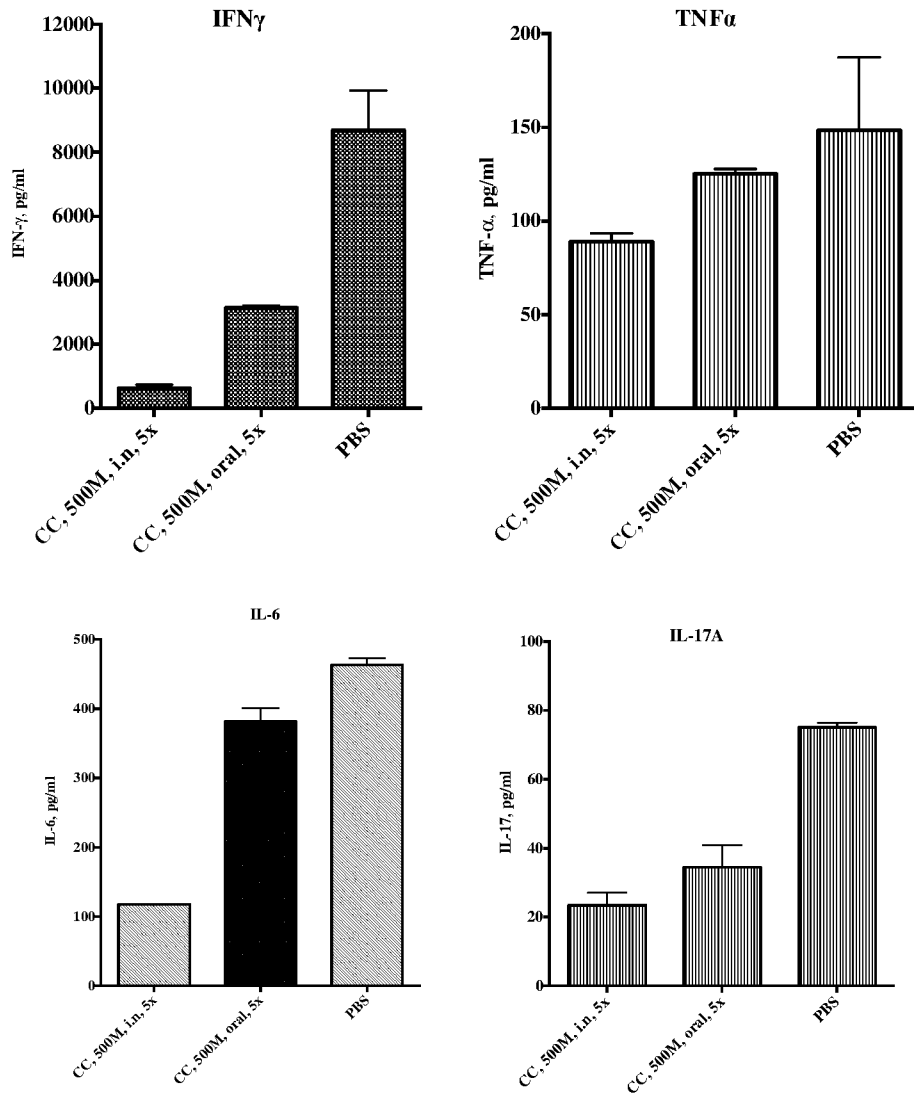 IFNγ
12000
10000
8000
6000
4000
2000
0
IFN-γ, pg/ml
CC, 500M, i.n, 5x
CC, 500M, oral, 5x
PBS
TNFα
200
150
100
50
0
TNF-α, pg/ml
CC, 500M, i.n, 5x
CC, 500M, oral, 5x
PBS
IL-6
500
400
300
200
100
0
IL-6, pg/ml
CC, 500M, i.n, 5x
CC, 500M, oral, 5x
PBS
IL-17A
100
80
60
40
20
0
IL-17, pg/ml
CC, 500M, i.n, 5x
CC, 500M, oral, 5x
PBS